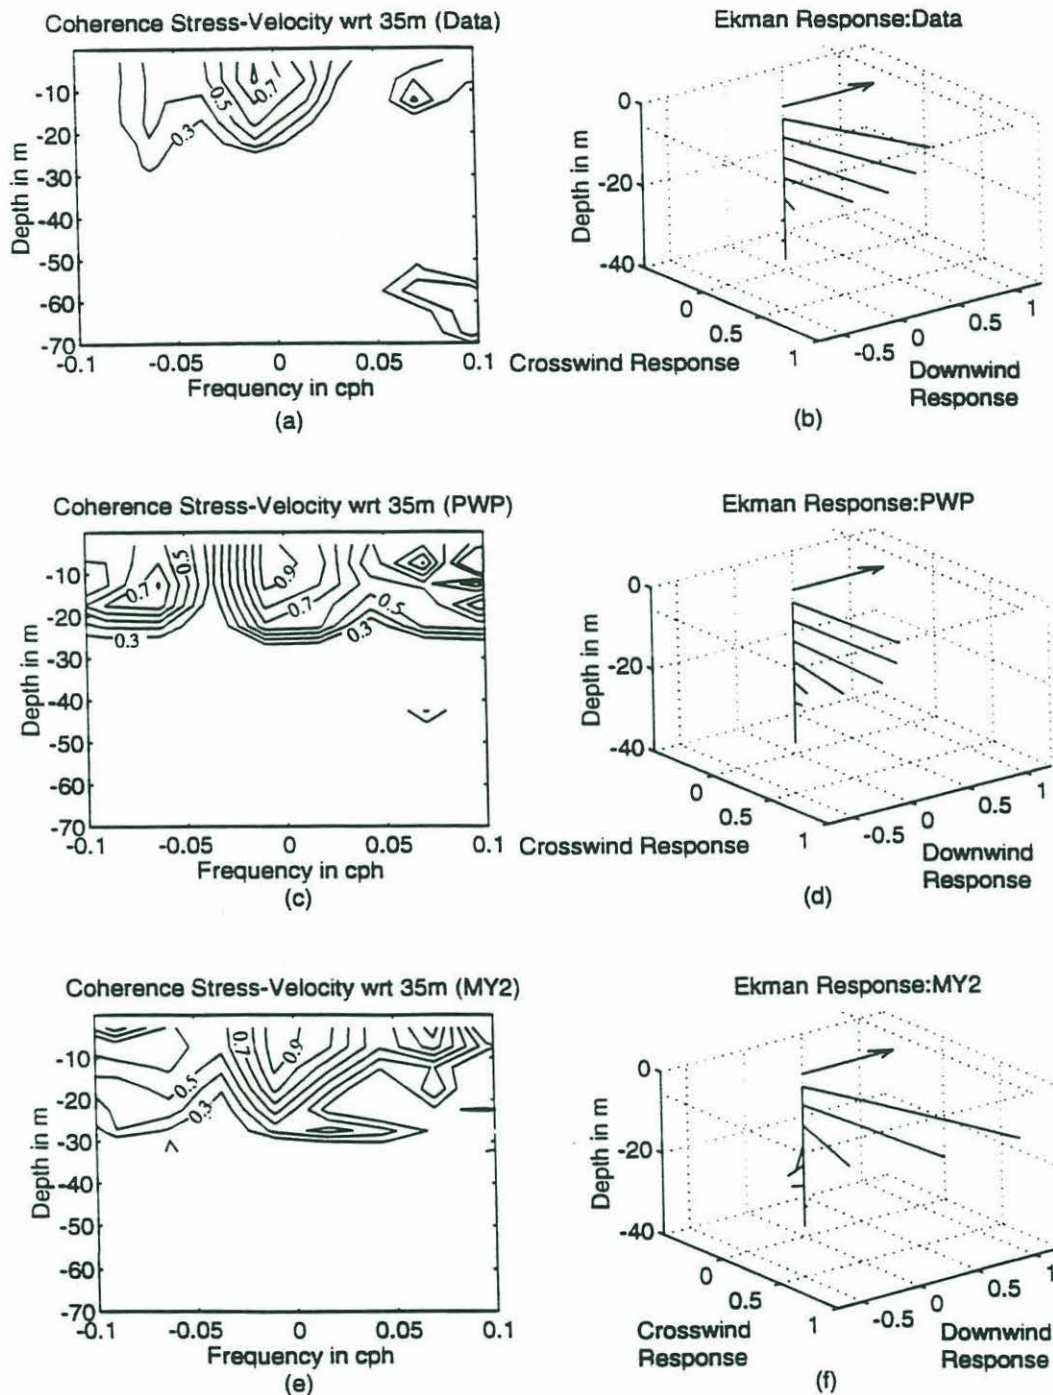 Coherence Stress-Velocity wrt 35m (Data)
0.7
0.5
0.3
-10
-20
-30
-40
-50
-60
-70
Depth in m
-0.1
-0.05
0
0.05
0.1
Frequency in cph
(a)
Ekman Response:Data
0
-20
-40
Depth in m
0
0.5
1
Crosswind Response
-0.5
0
0.5
1
Downwind
Response
(b)
Coherence Stress-Velocity wrt 35m (PWP)
0.5
0.9
0.7
0.7
0.5
0.3
0.3
-10
-20
-30
-40
-50
-60
-70
Depth in m
-0.1
-0.05
0
0.05
0.1
Frequency in cph
(c)
Ekman Response:PWP
0
-20
-40
Depth in m
0
0.5
1
Crosswind Response
-0.5
0
0.5
1
Downwind
Response
(d)
Coherence Stress-Velocity wrt 35m (MY2)
0.7
0.9
0.5
0.3
-10
-20
-30
-40
-50
-60
-70
Depth in m
-0.1
-0.05
0
0.05
0.1
Frequency in cph
(e)
Ekman Response:MY2
0
-20
-40
Depth in m
0
0.5
1
Crosswind
Response
-0.5
0
0.5
1
Downwind
Response
(f)